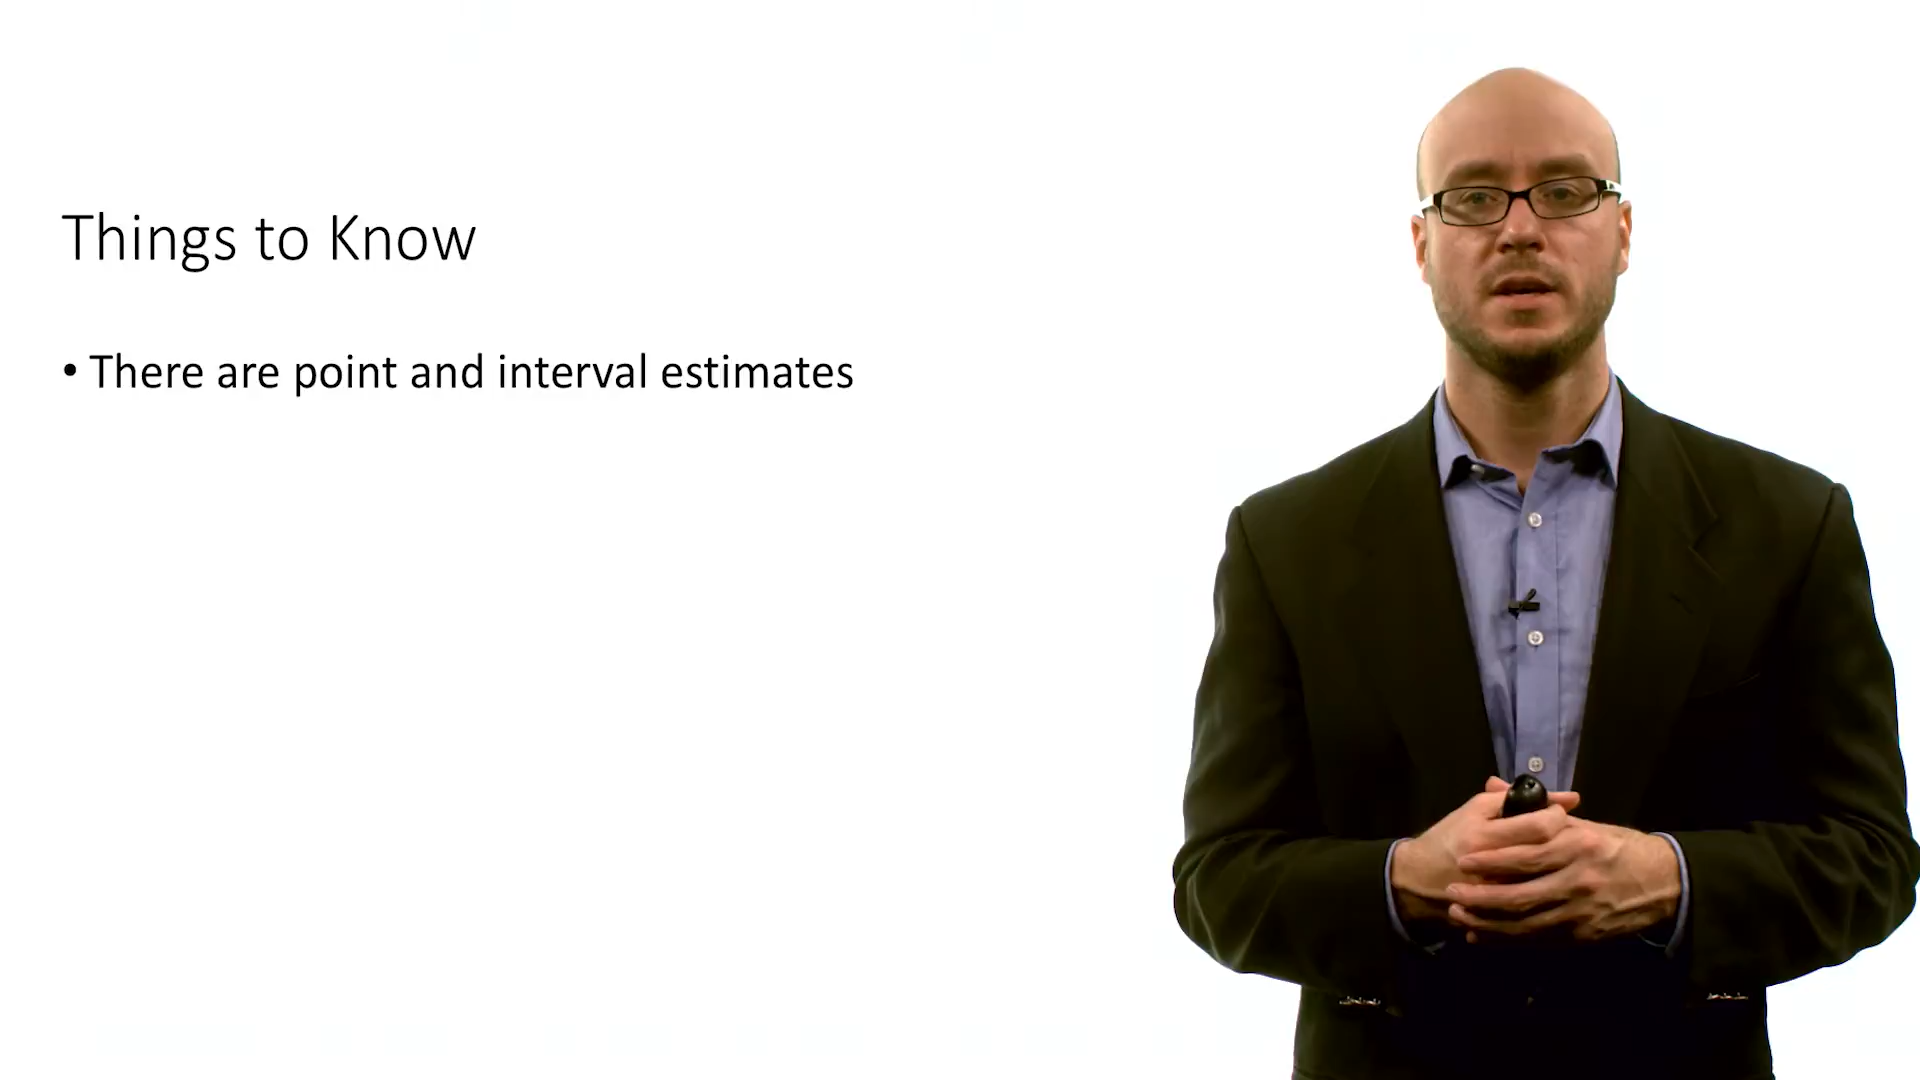 Things to Know
• There are point and interval estimates